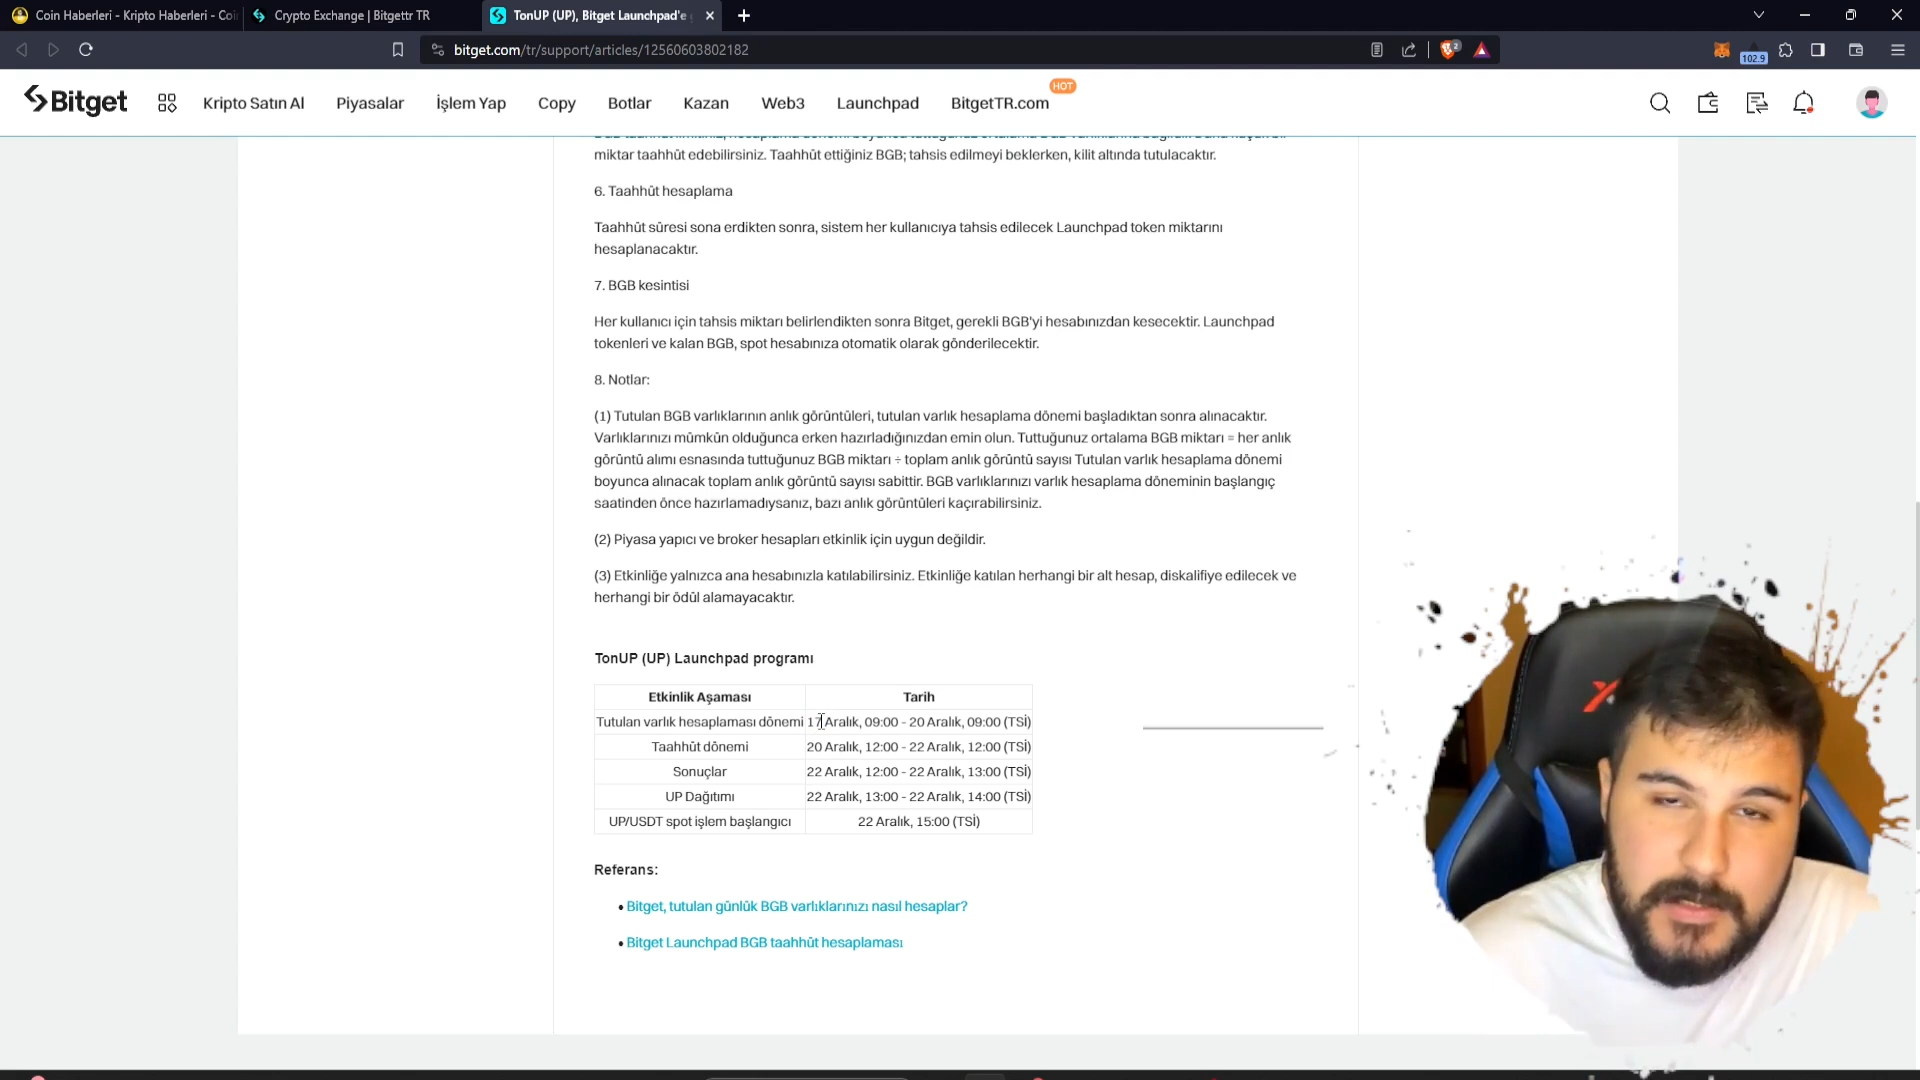 Coin Haberleri - Kripto Haberleri - Coi
Crypto Exchange | Bitgettr TR
TonUP (UP), Bitget Launchpad'e
bitget.com/tr/support/articles/12560603802182
2
102.9
Bitget
Kripto Satın Al
Piyasalar
İşlem Yap
Copy
Botlar
Kazan
Web3
Launchpad
BitgetTR.com
HOT
miktar taahhüt edebilirsiniz. Taahhüt ettiğiniz BGB; tahsis edilmeyi beklerken, kilit altında tutulacaktır.
6. Taahhüt hesaplama
Taahhüt süresi sona erdikten sonra, sistem her kullanıcıya tahsis edilecek Launchpad token miktarını
hesaplanacaktır.
7. BGB kesintisi
Her kullanıcı için tahsis miktarı belirlendikten sonra Bitget, gerekli BGB'yi hesabınızdan kesecektir. Launchpad
tokenleri ve kalan BGB, spot hesabınıza otomatik olarak gönderilecektir.
8. Notlar:
(1) Tutulan BGB varlıklarının anlık görüntüleri, tutulan varlık hesaplama dönemi başladıktan sonra alınacaktır.
Varlıklarınızı mümkün olduğunca erken hazırladığınızdan emin olun. Tuttuğunuz ortalama BGB miktarı = her anlık
görüntü alımı esnasında tuttuğunuz BGB miktarı ÷ toplam anlık görüntü sayısı Tutulan varlık hesaplama dönemi
boyunca alınacak toplam anlık görüntü sayısı sabittir. BGB varlıklarınızı varlık hesaplama döneminin başlangıç
saatinden önce hazırlamadıysanız, bazı anlık görüntüleri kaçırabilirsiniz.
(2) Piyasa yapıcı ve broker hesapları etkinlik için uygun değildir.
(3) Etkinliğe yalnızca ana hesabınızla katılabilirsiniz. Etkinliğe katılan herhangi bir alt hesap, diskalifiye edilecek ve
herhangi bir ödül alamayacaktır.
TonUP (UP) Launchpad programı
Etkinlik Aşaması Tarih
Tutulan varlık hesaplaması dönemi 17 Aralık, 09:00 - 20 Aralık, 09:00 (TSİ)
Taahhüt dönemi 20 Aralık, 12:00 - 22 Aralık, 12:00 (TSİ)
Sonuçlar 22 Aralık, 12:00 - 22 Aralık, 13:00 (TSİ)
UP Dağıtımı 22 Aralık, 13:00 - 22 Aralık, 14:00 (TSİ)
UP/USDT spot işlem başlangıcı 22 Aralık, 15:00 (TSİ)
Referans:
• Bitget, tutulan günlük BGB varlıklarınızı nasıl hesaplar?
• Bitget Launchpad BGB taahhüt hesaplaması